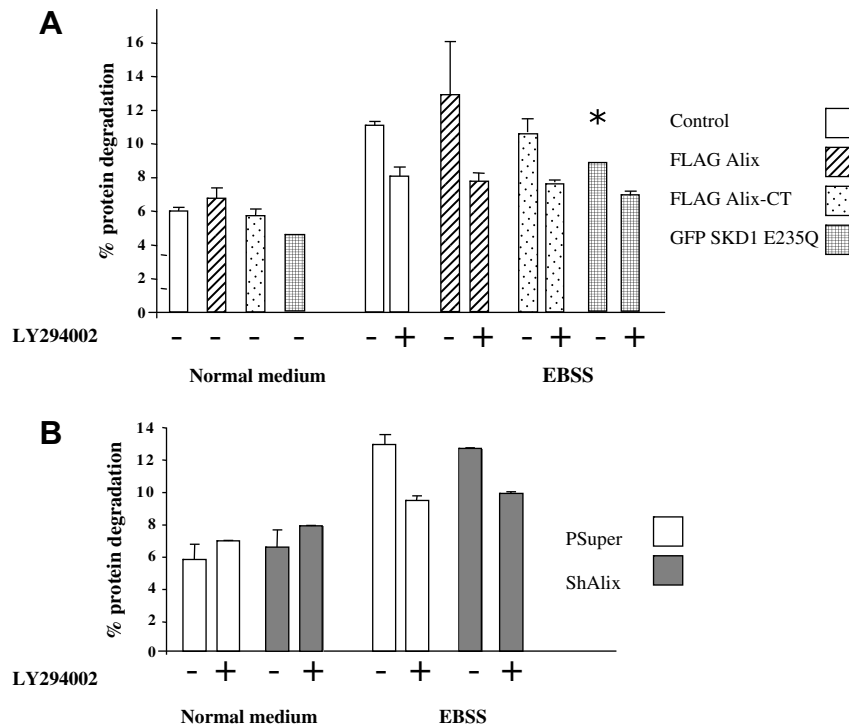 A
% protein degradation
16
14
12
10
8
6
4
2
0
*
Control
FLAG Alix
FLAG Alix-CT
GFP SKD1 E235Q
LY294002 - - - - - + - + - + - +
Normal medium EBSS
B
% protein degradation
14
12
10
8
6
4
2
0
PSuper
ShAlix
LY294002 - + - + - + - +
Normal medium EBSS